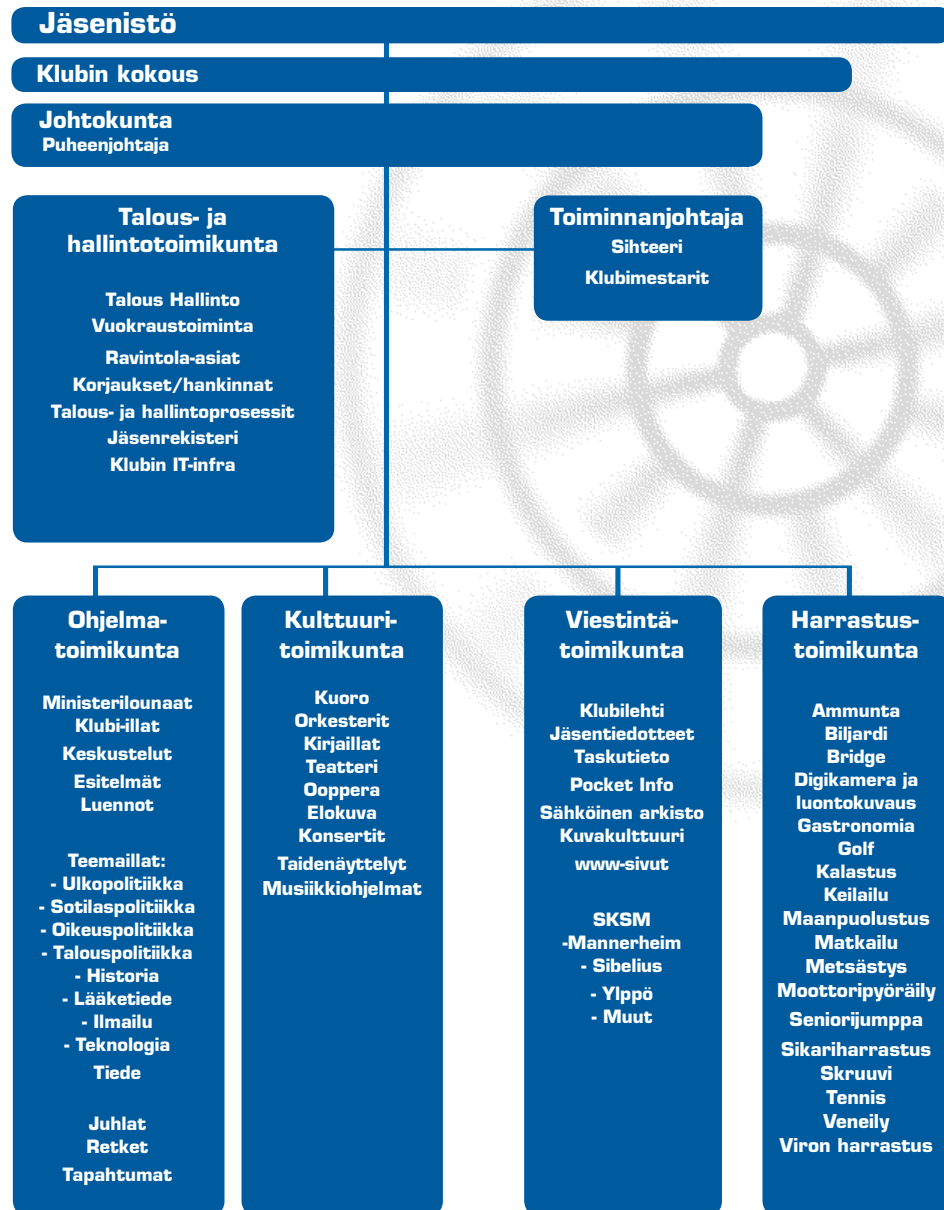 Jäsenistö
Klubin kokous
Johtokunta
Puheenjohtaja
Talous- ja
hallintotoimikunta
Talous Hallinto
Vuokraustoiminta
Ravintola-asiat
Korjaukset/hankinnat
Talous- ja hallintoprosessit
Jäsenrekisteri
Klubin IT-infra
Toiminnanjohtaja
Sihteeri
Klubimestarit
Ohjelma-
toimikunta
Ministerilounaat
Klubi-illat
Keskustelut
Esitelmät
Luennot
Teemaillat:
- Ulkopolitiikka
- Sotilaspolitiikka
- Oikeuspolitiikka
- Talouspolitiikka
- Historia
- Lääketiede
- Ilmailu
- Teknologia
Tiede
Juhlat
Retket
Tapahtumat
Kulttuuri-
toimikunta
Kuoro
Orkesterit
Kirjaillat
Teatteri
Ooppera
Elokuva
Konsertit
Taidenäyttelyt
Musiikkiohjelmat
Viestintä-
toimikunta
Klubilehti
Jäsentiedotteet
Taskutieto
Pocket Info
Sähköinen arkisto
Kuvakulttuuri
www-sivut
SKSM
-Mannerheim
- Sibelius
- Ylppö
- Muut
Harrastus-
toimikunta
Ammunta
Biljardi
Bridge
Digikamera ja
luontokuvaus
Gastronomia
Golf
Kalastus
Keilailu
Maanpuolustus
Matkailu
Metsästys
Moottoripyöräily
Seniorijumppa
Sikariharrastus
Skruuvi
Tennis
Veneily
Viron harrastus